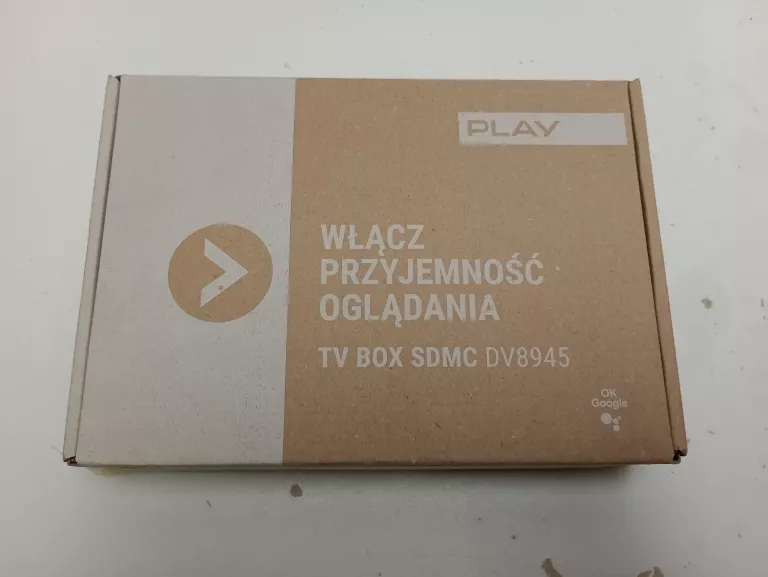 PLAY
WŁĄCZ
PRZYJEMNOŚĆ
OGLĄDANIA
TV BOX SDMC DV8945
OK
Google